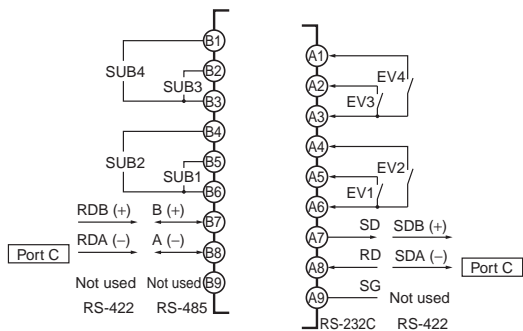 B1
SUB4
B2
SUB3
B3
B4
SUB2
B5
SUB1
B6
RDB (+) B (+) B7
RDA (−) A (−) B8
Port C
Not used Not used B9
RS-422 RS-485
A1
EV4
A2
EV3
A3
A4
EV2
A5
EV1
A6
A7 SD SDB (+)
A8 RD SDA (−)
Port C
A9 SG Not used
RS-232C RS-422